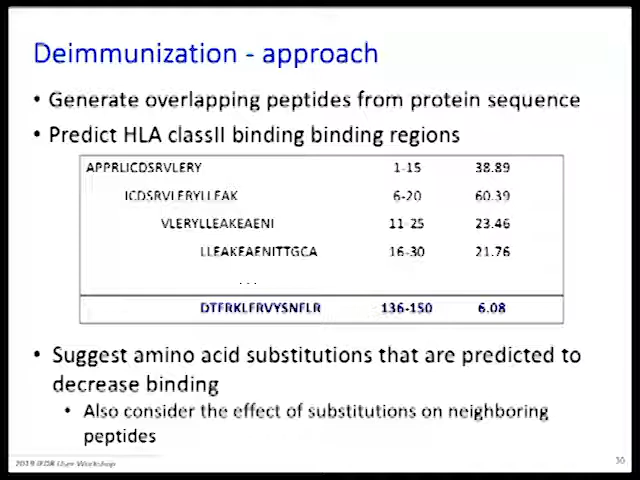 Deimmunization - approach
• Generate overlapping peptides from protein sequence
• Predict HLA classII binding binding regions
APPRLICDSRVLERY 1-15 38.89
ICDSRVLERYLLEAK 6-20 60.39
VLERYLLEAKEAENI 11-25 23.46
LLEAKEAENITTGCA 16-30 21.76
...
DTFRKLFRVYSNFLR 136-150 6.08
• Suggest amino acid substitutions that are predicted to
decrease binding
• Also consider the effect of substitutions on neighboring
peptides
2019 IEDB User Workshop
30